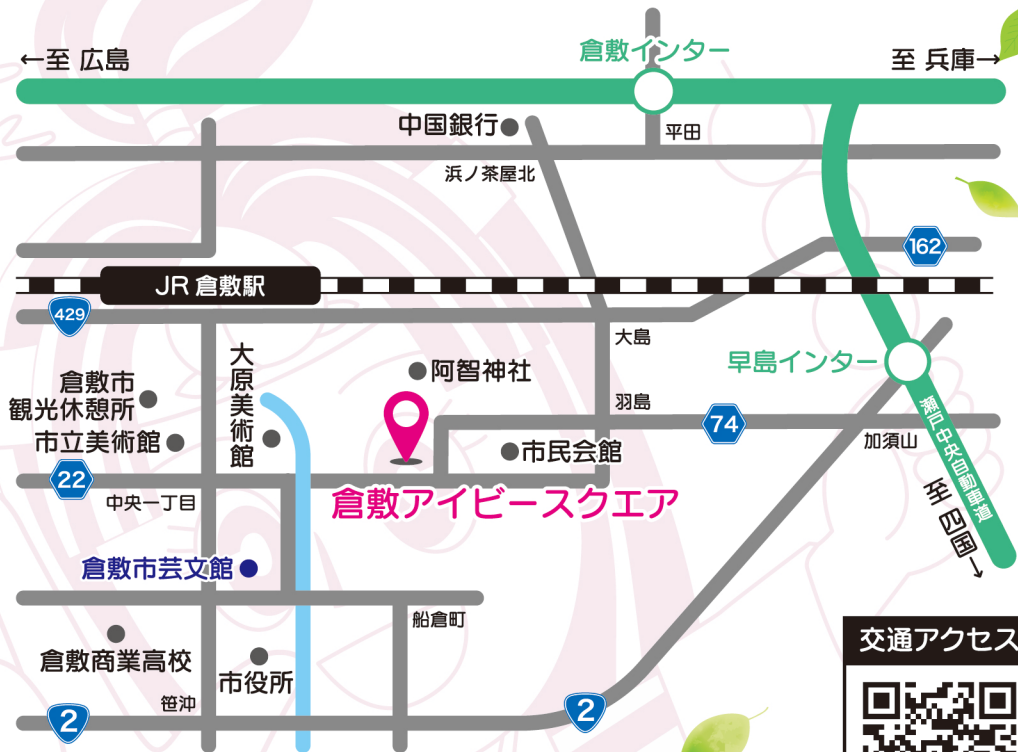 ←至 広島
倉敷インター
至 兵庫→
中国銀行
平田
浜ノ茶屋北
162
JR 倉敷駅
429
大島
早島インター
大原美術館
阿智神社
倉敷市
観光休憩所
羽島
74
市立美術館
市民会館
加須山
瀬戸中央自動車道
22
中央一丁目
倉敷アイビースクエア
至 四国→
倉敷市芸文館
船倉町
倉敷商業高校
市役所
笹沖
2
2
交通アクセス